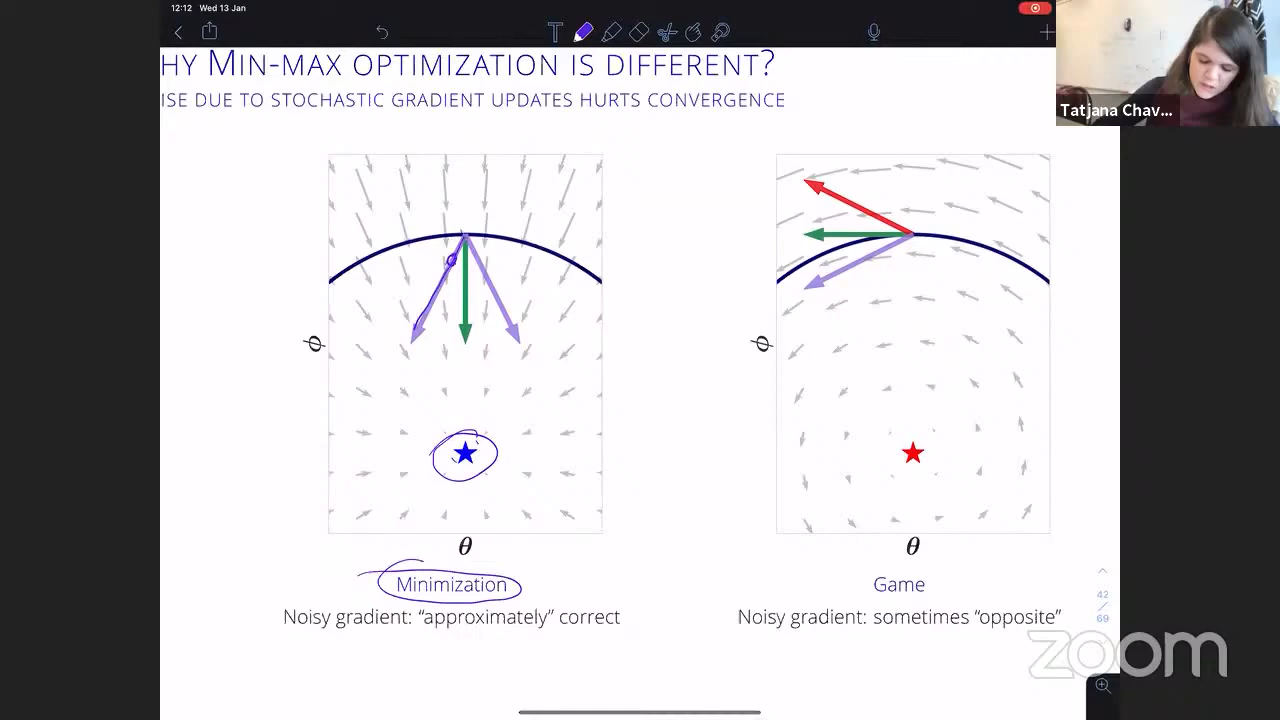 12:12 Wed 13 Jan
T
HY MIN-MAX OPTIMIZATION IS DIFFERENT?
ISE DUE TO STOCHASTIC GRADIENT UPDATES HURTS CONVERGENCE
Tatjana Chav...
ϕ
θ
Minimization
Noisy gradient: “approximately” correct
ϕ
θ
Game
Noisy gradient: sometimes “opposite”
42
/
69
zoom